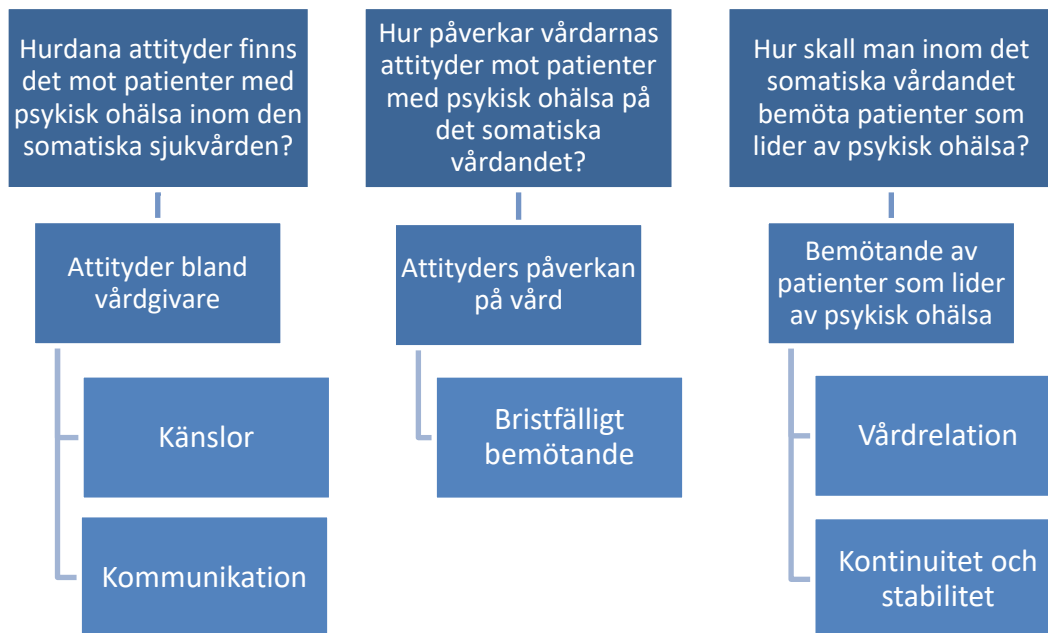 Hurdana attityder finns
det mot patienter med
psykisk ohälsa inom den
somatiska sjukvården?
Attityder bland
vårdgivare
Känslor
Kommunikation
Hur påverkar vårdarnas
attityder mot patienter
med psykisk ohälsa på
det somatiska
vårdandet?
Attityders påverkan
på vård
Bristfälligt
bemötande
Hur skall man inom det
somatiska vårdandet
bemöta patienter som
lider av psykisk ohälsa?
Bemötande av
patienter som lider
av psykisk ohälsa
Vårdrelation
Kontinuitet och
stabilitet